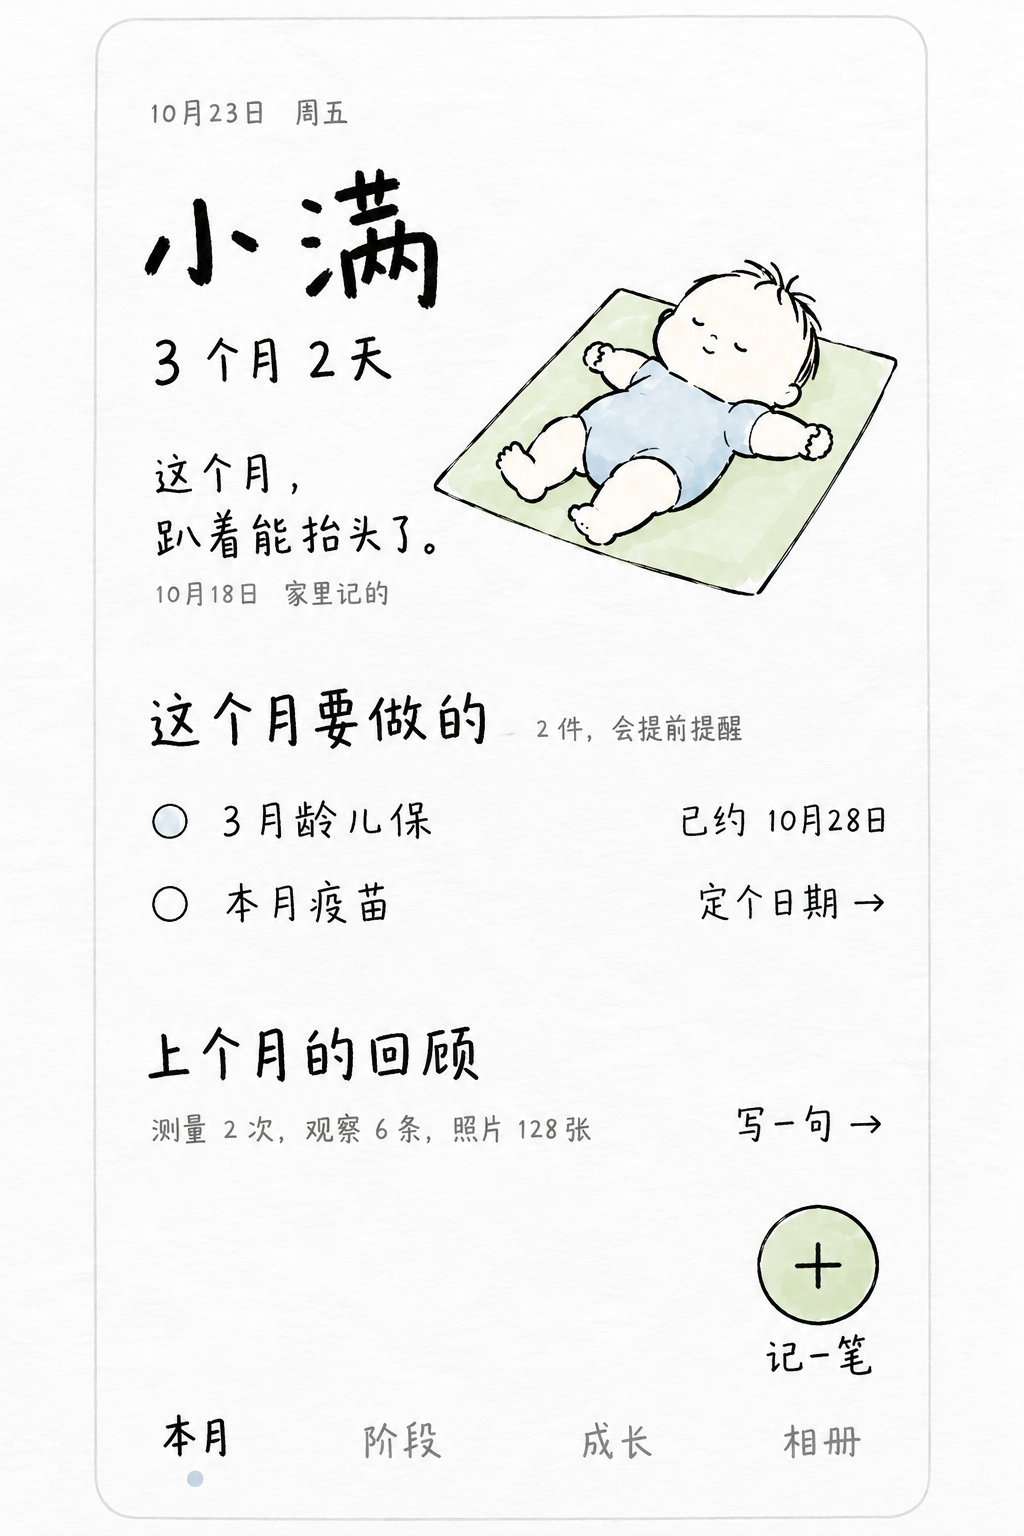 10月23日 周五
小满
3 个月 2 天
这个月，
趴着能抬头了。
10月18日 家里记的
这个月要做的 2 件，会提前提醒
3 月龄儿保 已约 10月28日
本月疫苗 定个日期 →
上个月的回顾
测量 2 次，观察 6 条，照片 128 张 写一句 →
+
记一笔
本月 阶段 成长 相册